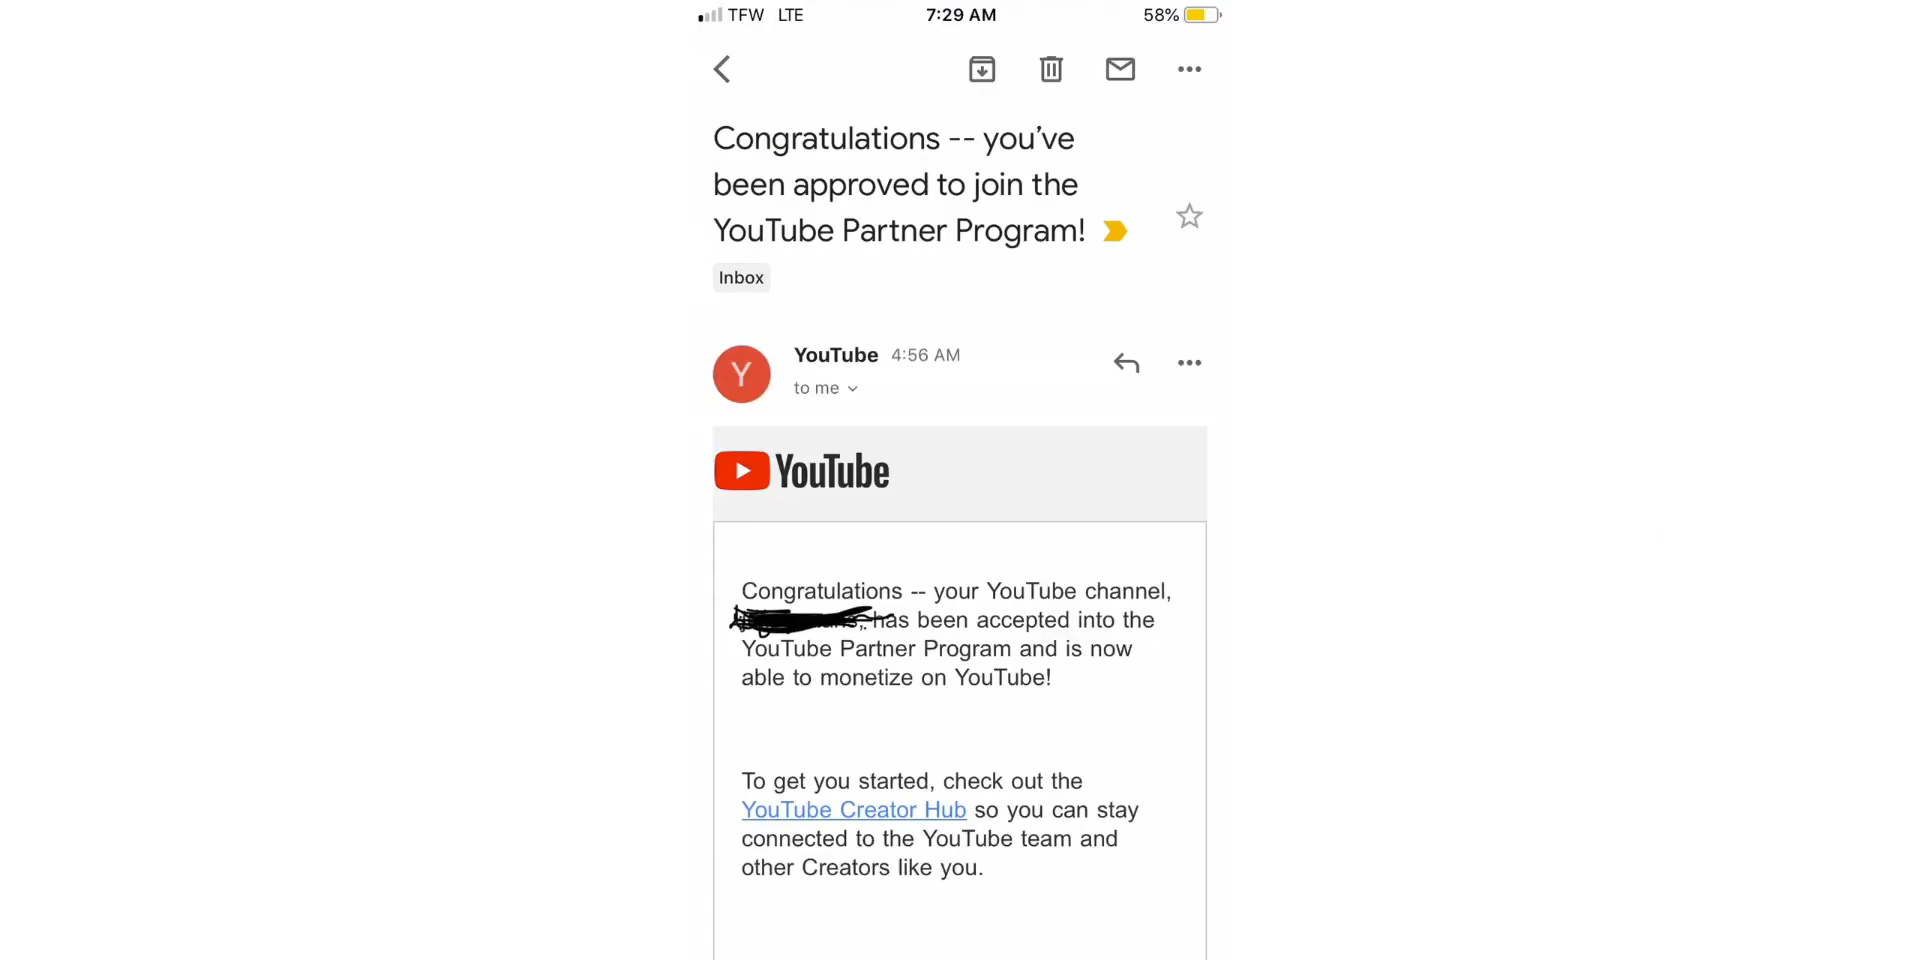 TFW LTE 7:29 AM 58%
Congratulations -- you’ve
been approved to join the
YouTube Partner Program!
Inbox
Y
YouTube 4:56 AM
to me
YouTube
Congratulations -- your YouTube channel,
has been accepted into the
YouTube Partner Program and is now
able to monetize on YouTube!
To get you started, check out the
YouTube Creator Hub so you can stay
connected to the YouTube team and
other Creators like you.